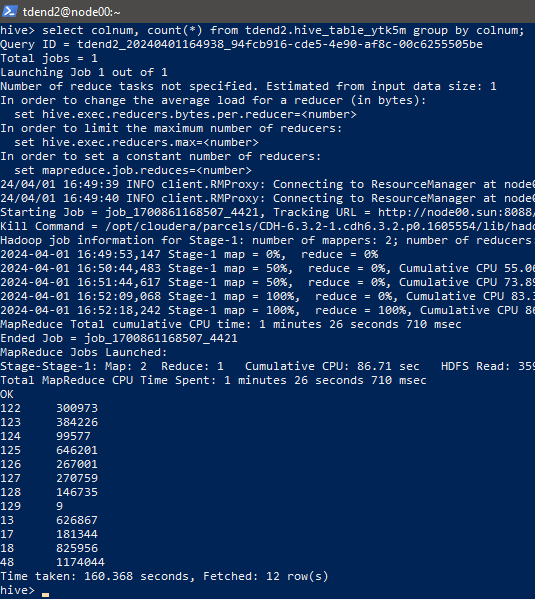 tdend2@node00:~
hive> select colnum, count(*) from tdend2.hive_table_ytk5m group by colnum;
Query ID = tdend2_20240401164938_94fcb916-cde5-4e90-af8c-00c6255505be
Total jobs = 1
Launching Job 1 out of 1
Number of reduce tasks not specified. Estimated from input data size: 1
In order to change the average load for a reducer (in bytes):
  set hive.exec.reducers.bytes.per.reducer=<number>
In order to limit the maximum number of reducers:
  set hive.exec.reducers.max=<number>
In order to set a constant number of reducers:
  set mapreduce.job.reduces=<number>
24/04/01 16:49:39 INFO client.RMProxy: Connecting to ResourceManager at node0
24/04/01 16:49:40 INFO client.RMProxy: Connecting to ResourceManager at node0
Starting Job = job_1700861168507_4421, Tracking URL = http://node00.sun:8088/
Kill Command = /opt/cloudera/parcels/CDH-6.3.2-1.cdh6.3.2.p0.1605554/lib/hado
Hadoop job information for Stage-1: number of mappers: 2; number of reducers:
2024-04-01 16:49:53,147 Stage-1 map = 0%,  reduce = 0%
2024-04-01 16:50:44,483 Stage-1 map = 50%,  reduce = 0%, Cumulative CPU 55.06
2024-04-01 16:51:44,617 Stage-1 map = 50%,  reduce = 0%, Cumulative CPU 73.89
2024-04-01 16:52:09,068 Stage-1 map = 100%,  reduce = 0%, Cumulative CPU 83.3
2024-04-01 16:52:18,242 Stage-1 map = 100%,  reduce = 100%, Cumulative CPU 86
MapReduce Total cumulative CPU time: 1 minutes 26 seconds 710 msec
Ended Job = job_1700861168507_4421
MapReduce Jobs Launched:
Stage-Stage-1: Map: 2  Reduce: 1   Cumulative CPU: 86.71 sec   HDFS Read: 359
Total MapReduce CPU Time Spent: 1 minutes 26 seconds 710 msec
OK
122     300973
123     384226
124     99577
125     646201
126     267001
127     270759
128     146735
129     9
13      626867
17      181344
18      825956
48      1174044
Time taken: 160.368 seconds, Fetched: 12 row(s)
hive>